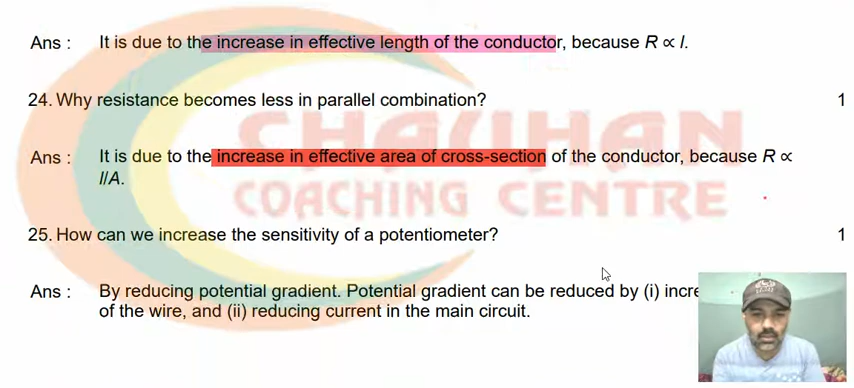 Ans : It is due to the increase in effective length of the conductor, because R ∝ l.
24. Why resistance becomes less in parallel combination? 1
CHAUHAN
Ans : It is due to the increase in effective area of cross-section of the conductor, because R ∝
l/A.
COACHING CENTRE
25. How can we increase the sensitivity of a potentiometer? 1
Ans : By reducing potential gradient. Potential gradient can be reduced by (i)
of the wire, and (ii) reducing current in the main circuit.